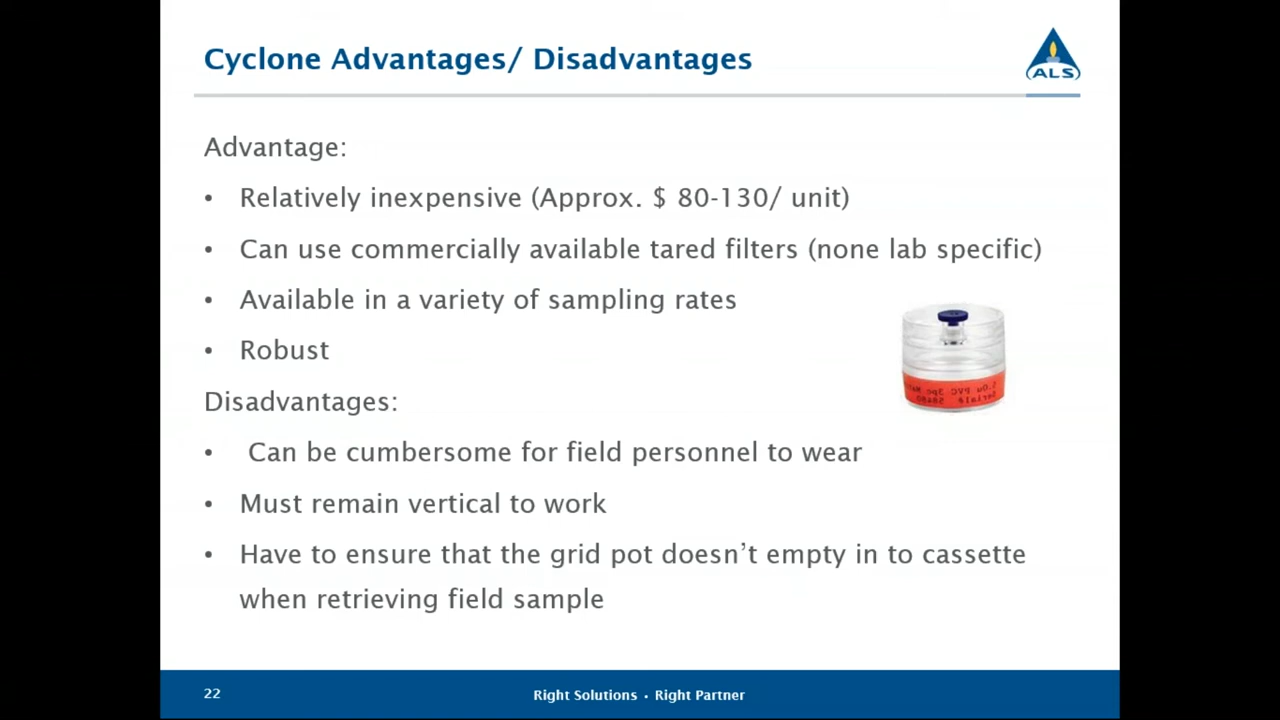 Cyclone Advantages/ Disadvantages
ALS
Advantage:
• Relatively inexpensive (Approx. $ 80-130/ unit)
• Can use commercially available tared filters (none lab specific)
• Available in a variety of sampling rates
• Robust
Disadvantages:
• Can be cumbersome for field personnel to wear
• Must remain vertical to work
• Have to ensure that the grid pot doesn’t empty in to cassette
when retrieving field sample
22
Right Solutions • Right Partner